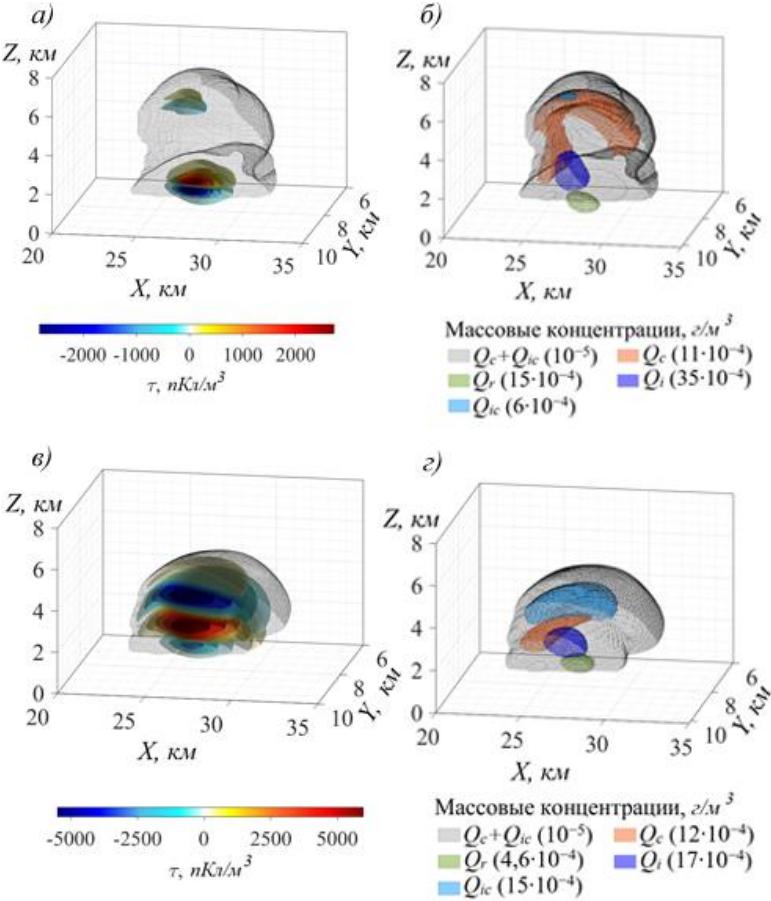 а)
б)
Z, км
8
6
4
2
0
20
25
30
35
X, км
10
8
6
Y, км
Z, км
8
6
4
2
0
20
25
30
35
X, км
10
8
6
Y, км
-2000 -1000 0 1000 2000
τ, nКл/м³
Массовые концентрации, г/м³
Qc+Qic (10⁻⁵) Qc (11·10⁻⁴)
Qr (15·10⁻⁴) Qi (35·10⁻⁴)
Qic (6·10⁻⁴)
в)
г)
Z, км
8
6
4
2
0
20
25
30
35
X, км
10
8
6
Y, км
Z, км
8
6
4
2
0
20
25
30
35
X, км
10
8
6
Y, км
-5000 -2500 0 2500 5000
τ, nКл/м³
Массовые концентрации, г/м³
Qc+Qic (10⁻⁵) Qc (12·10⁻⁴)
Qr (4,6·10⁻⁴) Qi (17·10⁻⁴)
Qic (15·10⁻⁴)